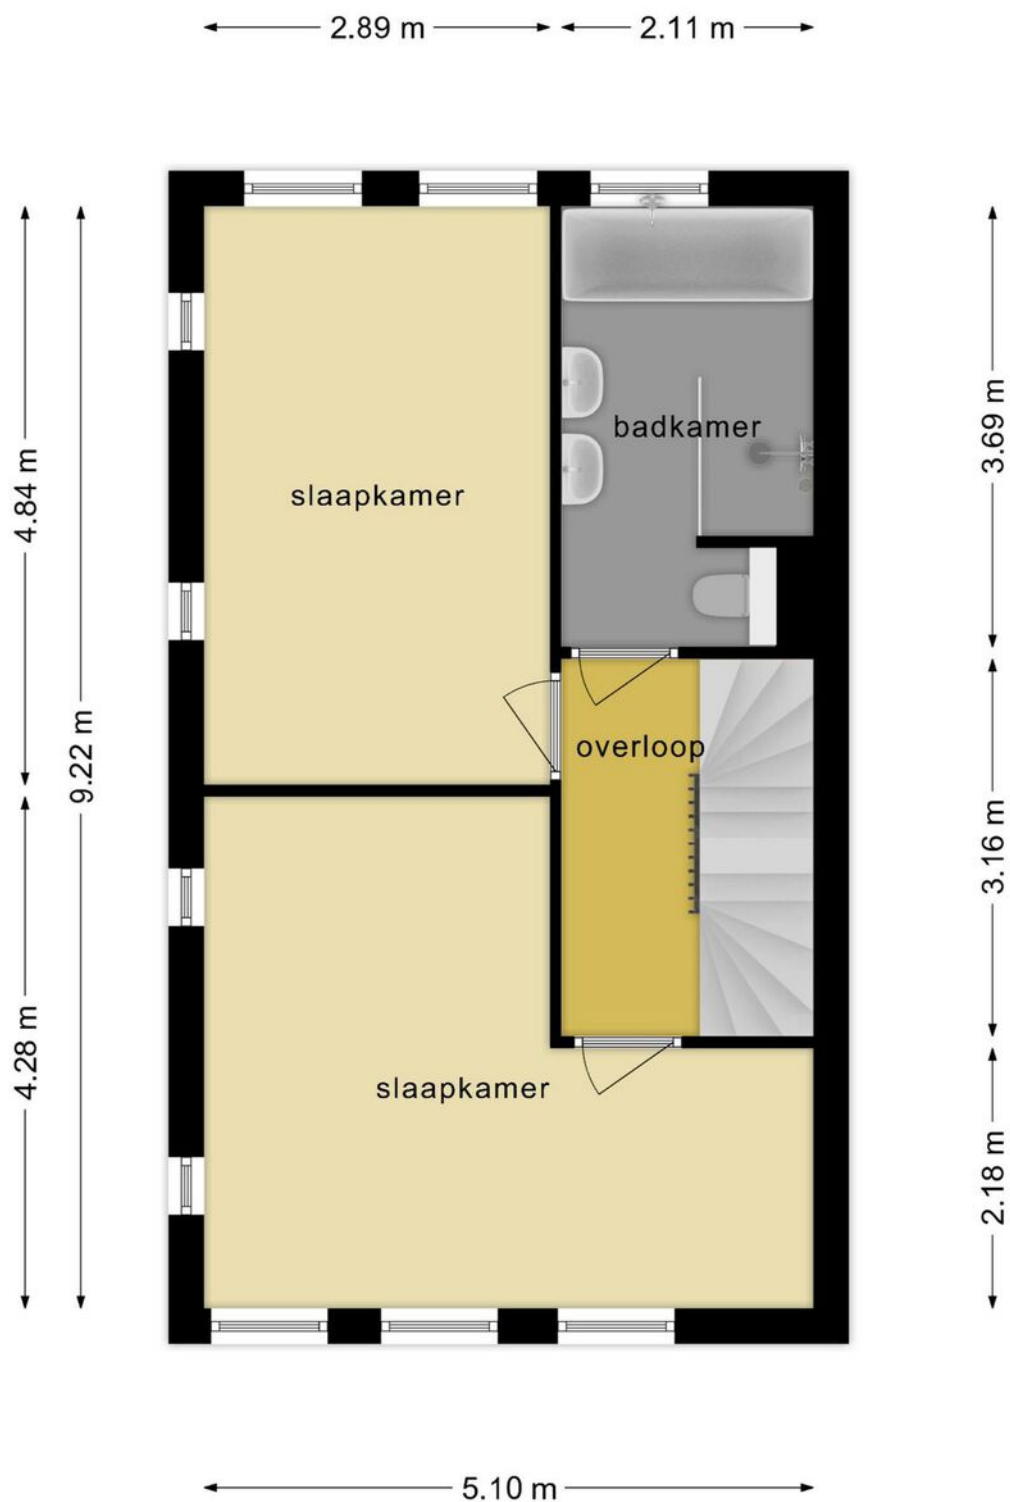 2.89 m
2.11 m
4.84 m
9.22 m
4.28 m
slaapkamer
badkamer
overloop
slaapkamer
3.69 m
3.16 m
2.18 m
5.10 m